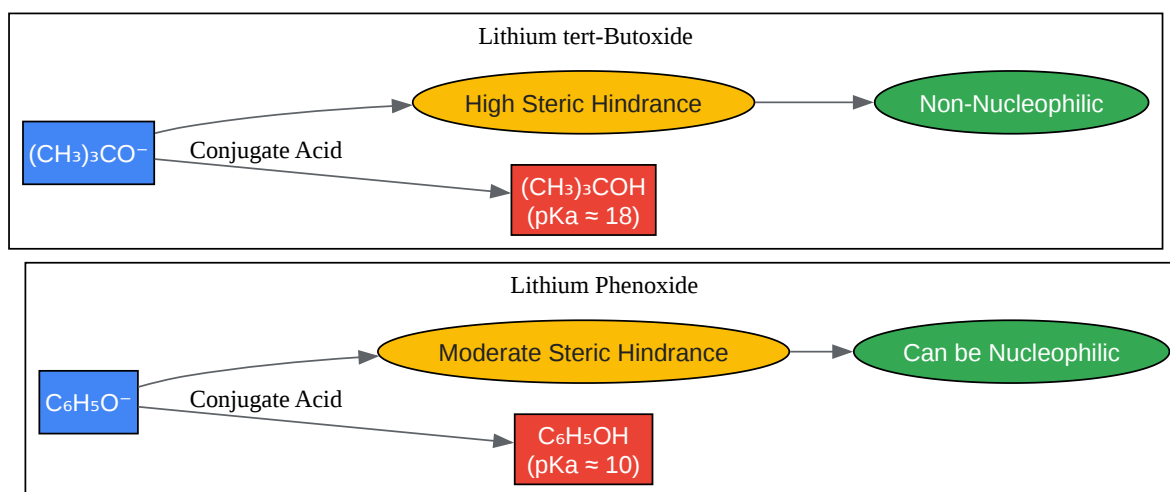 Lithium tert-Butoxide
High Steric Hindrance
Non-Nucleophilic
(CH₃)₃CO⁻
Conjugate Acid
(CH₃)₃COH
(pKa ≈ 18)
Lithium Phenoxide
Moderate Steric Hindrance
Can be Nucleophilic
C₆H₅O⁻
Conjugate Acid
C₆H₅OH
(pKa ≈ 10)